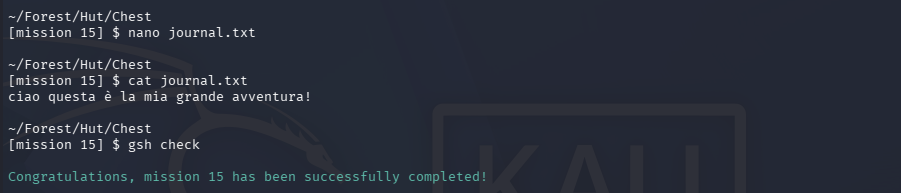 ~/Forest/Hut/Chest
[mission 15] $ nano journal.txt
~/Forest/Hut/Chest
[mission 15] $ cat journal.txt
ciao questa è la mia grande avventura!
~/Forest/Hut/Chest
[mission 15] $ gsh check
KALI
Congratulations, mission 15 has been successfully completed!